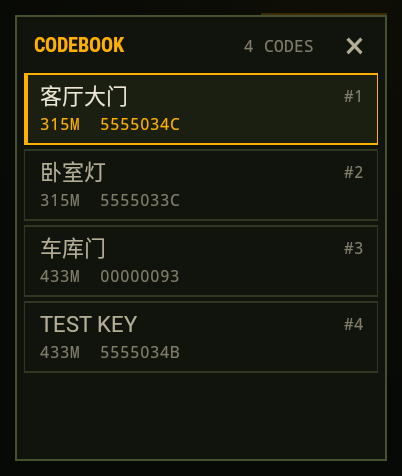 CODEBOOK 4 CODES ×
客厅大门 #1
315M 5555034C
卧室灯 #2
315M 5555033C
车库门 #3
433M 00000093
TEST KEY #4
433M 5555034B